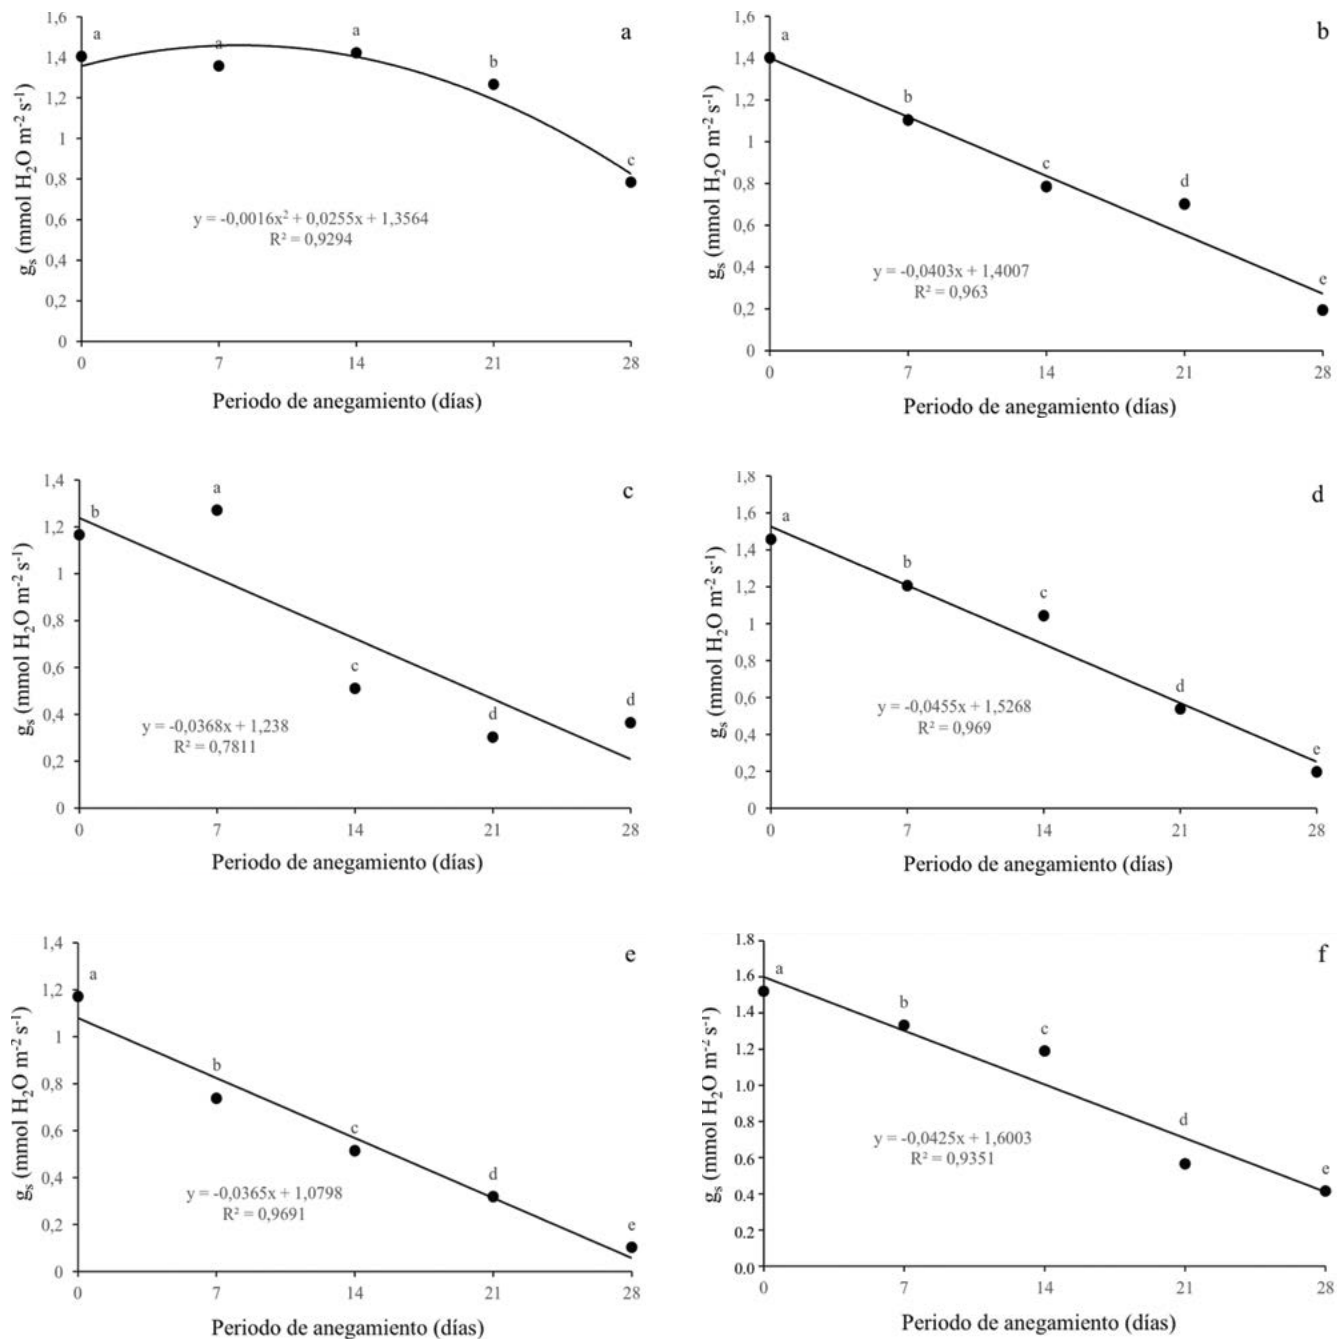 a
1,6
1,4
1,2
1
0,8
0,6
0,4
0,2
0
a
a
a
b
c
y = -0,0016x² + 0,0255x + 1,3564
R² = 0,9294
gₛ (mmol H₂O m⁻² s⁻¹)
0 7 14 21 28
Periodo de anegamiento (días)
b
1,6
1,4
1,2
1
0,8
0,6
0,4
0,2
0
a
b
c
d
e
y = -0,0403x + 1,4007
R² = 0,963
gₛ (mmol H₂O m⁻² s⁻¹)
0 7 14 21 28
Periodo de anegamiento (días)
c
1,4
1,2
1
0,8
0,6
0,4
0,2
0
b
a
c
d
d
y = -0,0368x + 1,238
R² = 0,7811
gₛ (mmol H₂O m⁻² s⁻¹)
0 7 14 21 28
Periodo de anegamiento (días)
d
1,8
1,6
1,4
1,2
1
0,8
0,6
0,4
0,2
0
a
b
c
d
e
y = -0,0455x + 1,5268
R² = 0,969
gₛ (mmol H₂O m⁻² s⁻¹)
0 7 14 21 28
Periodo de anegamiento (días)
e
1,4
1,2
1
0,8
0,6
0,4
0,2
0
a
b
c
d
e
y = -0,0365x + 1,0798
R² = 0,9691
gₛ (mmol H₂O m⁻² s⁻¹)
0 7 14 21 28
Periodo de anegamiento (días)
f
1.8
1.6
1.4
1.2
1.0
0.8
0.6
0.4
0.2
0.0
a
b
c
d
e
y = -0,0425x + 1,6003
R² = 0,9351
gₛ (mmol H₂O m⁻² s⁻¹)
0 7 14 21 28
Periodo de anegamiento (días)